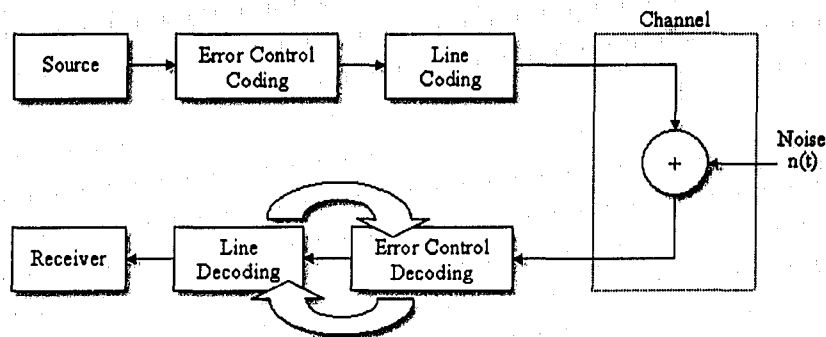 Channel
Source
Error Control
Coding
Line
Coding
+
Noise
n(t)
Receiver
Line
Decoding
Error Control
Decoding